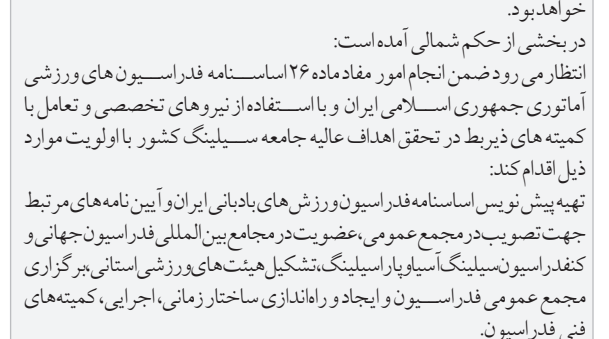 خواهد بود.
در بخشی از حکم شمالی آمده است:
انتظار می رود ضمن انجام امور مفاد ماده ۲۶ اساسنامه فدراسیون های ورزشی
آماتوری جمهوری اسلامی ایران و با استفاده از نیروهای تخصصی و تعامل با
کمیته های ذیربط در تحقق اهداف عالیه جامعه سیلینگ کشور با اولویت موارد
ذیل اقدام کند:
تهیه پیش نویس اساسنامه فدراسیون ورزش های بادبانی ایران و آیین نامه های مرتبط
جهت تصویب در مجمع عمومی، عضویت در مجامع بین المللی فدراسیون جهانی و
کنفدراسیون سیلینگ آسیا و پاراسیلینگ، تشکیل هیئت های ورزشی استانی، برگزاری
مجمع عمومی فدراسیون و ایجاد و راه اندازی ساختار زمانی، اجرایی، کمیته های
فنی فدراسیون.